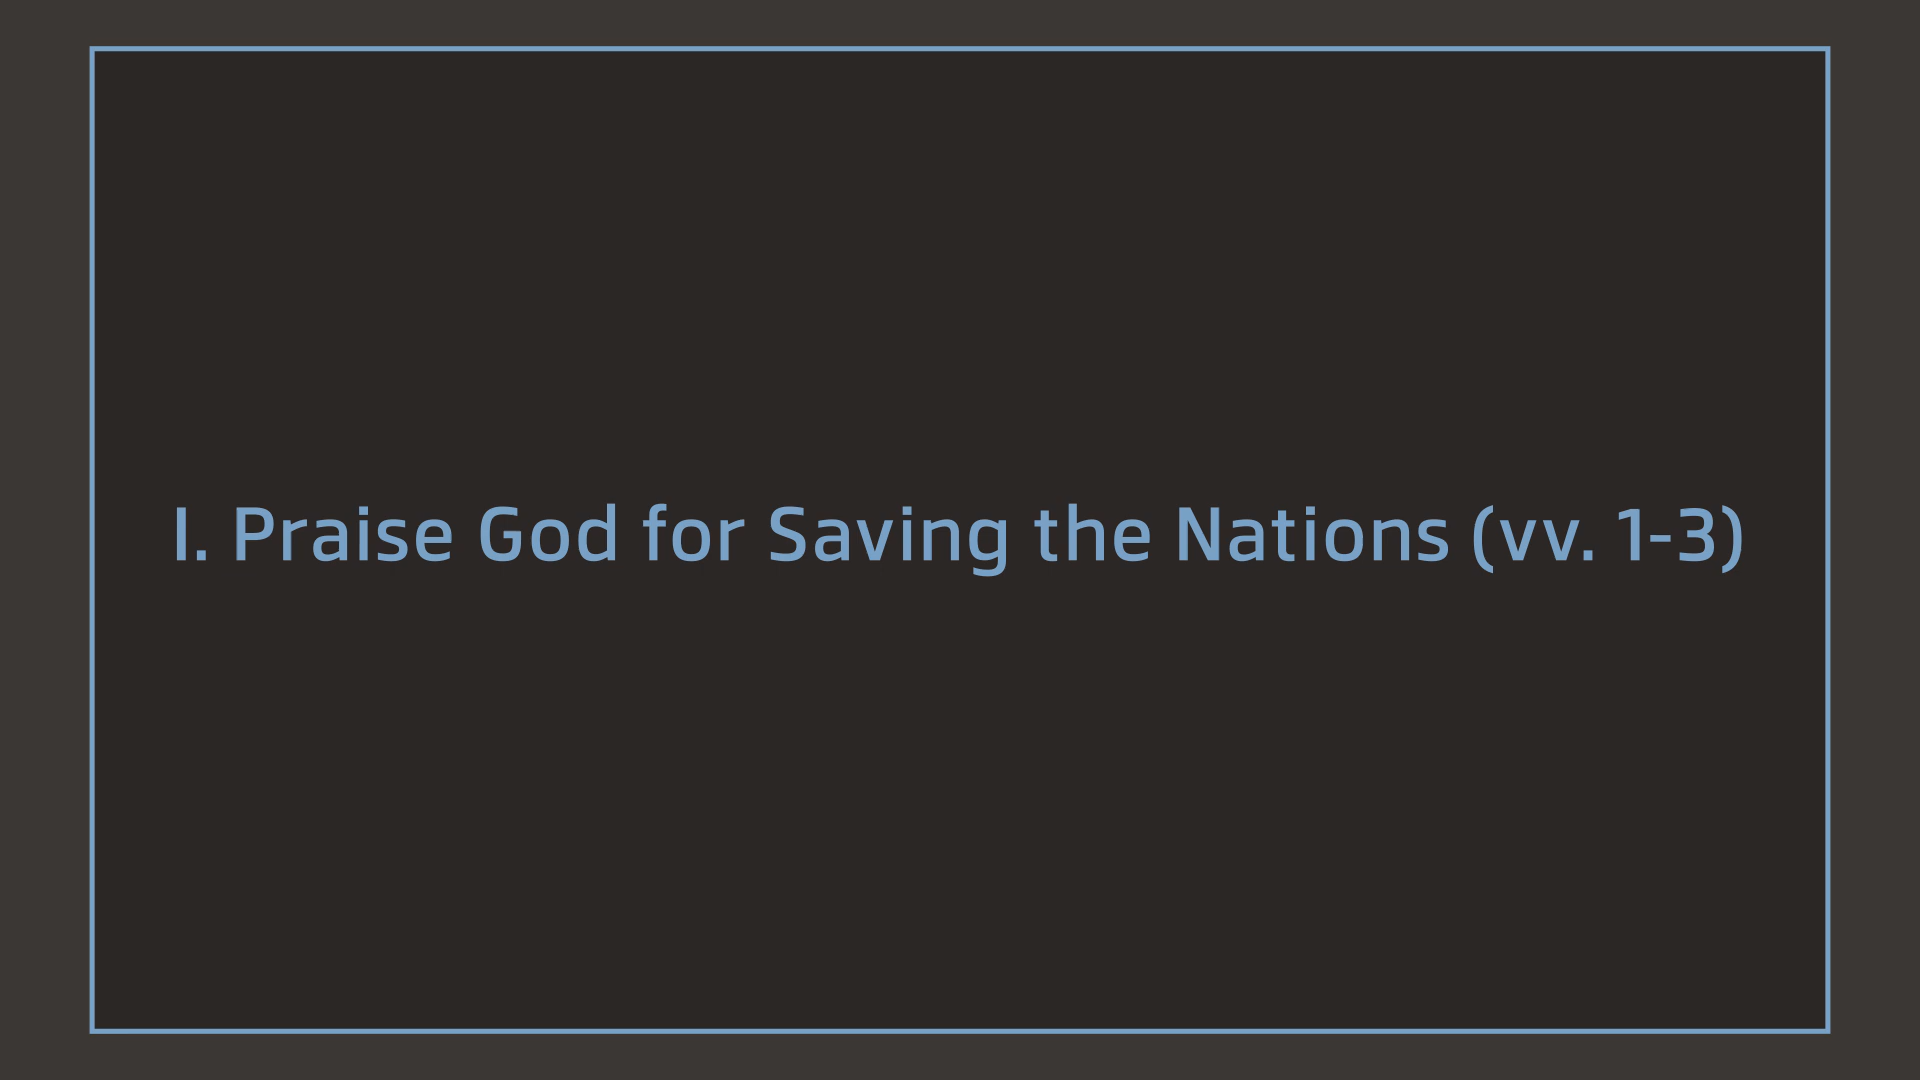 I. Praise God for Saving the Nations (vv. 1-3)